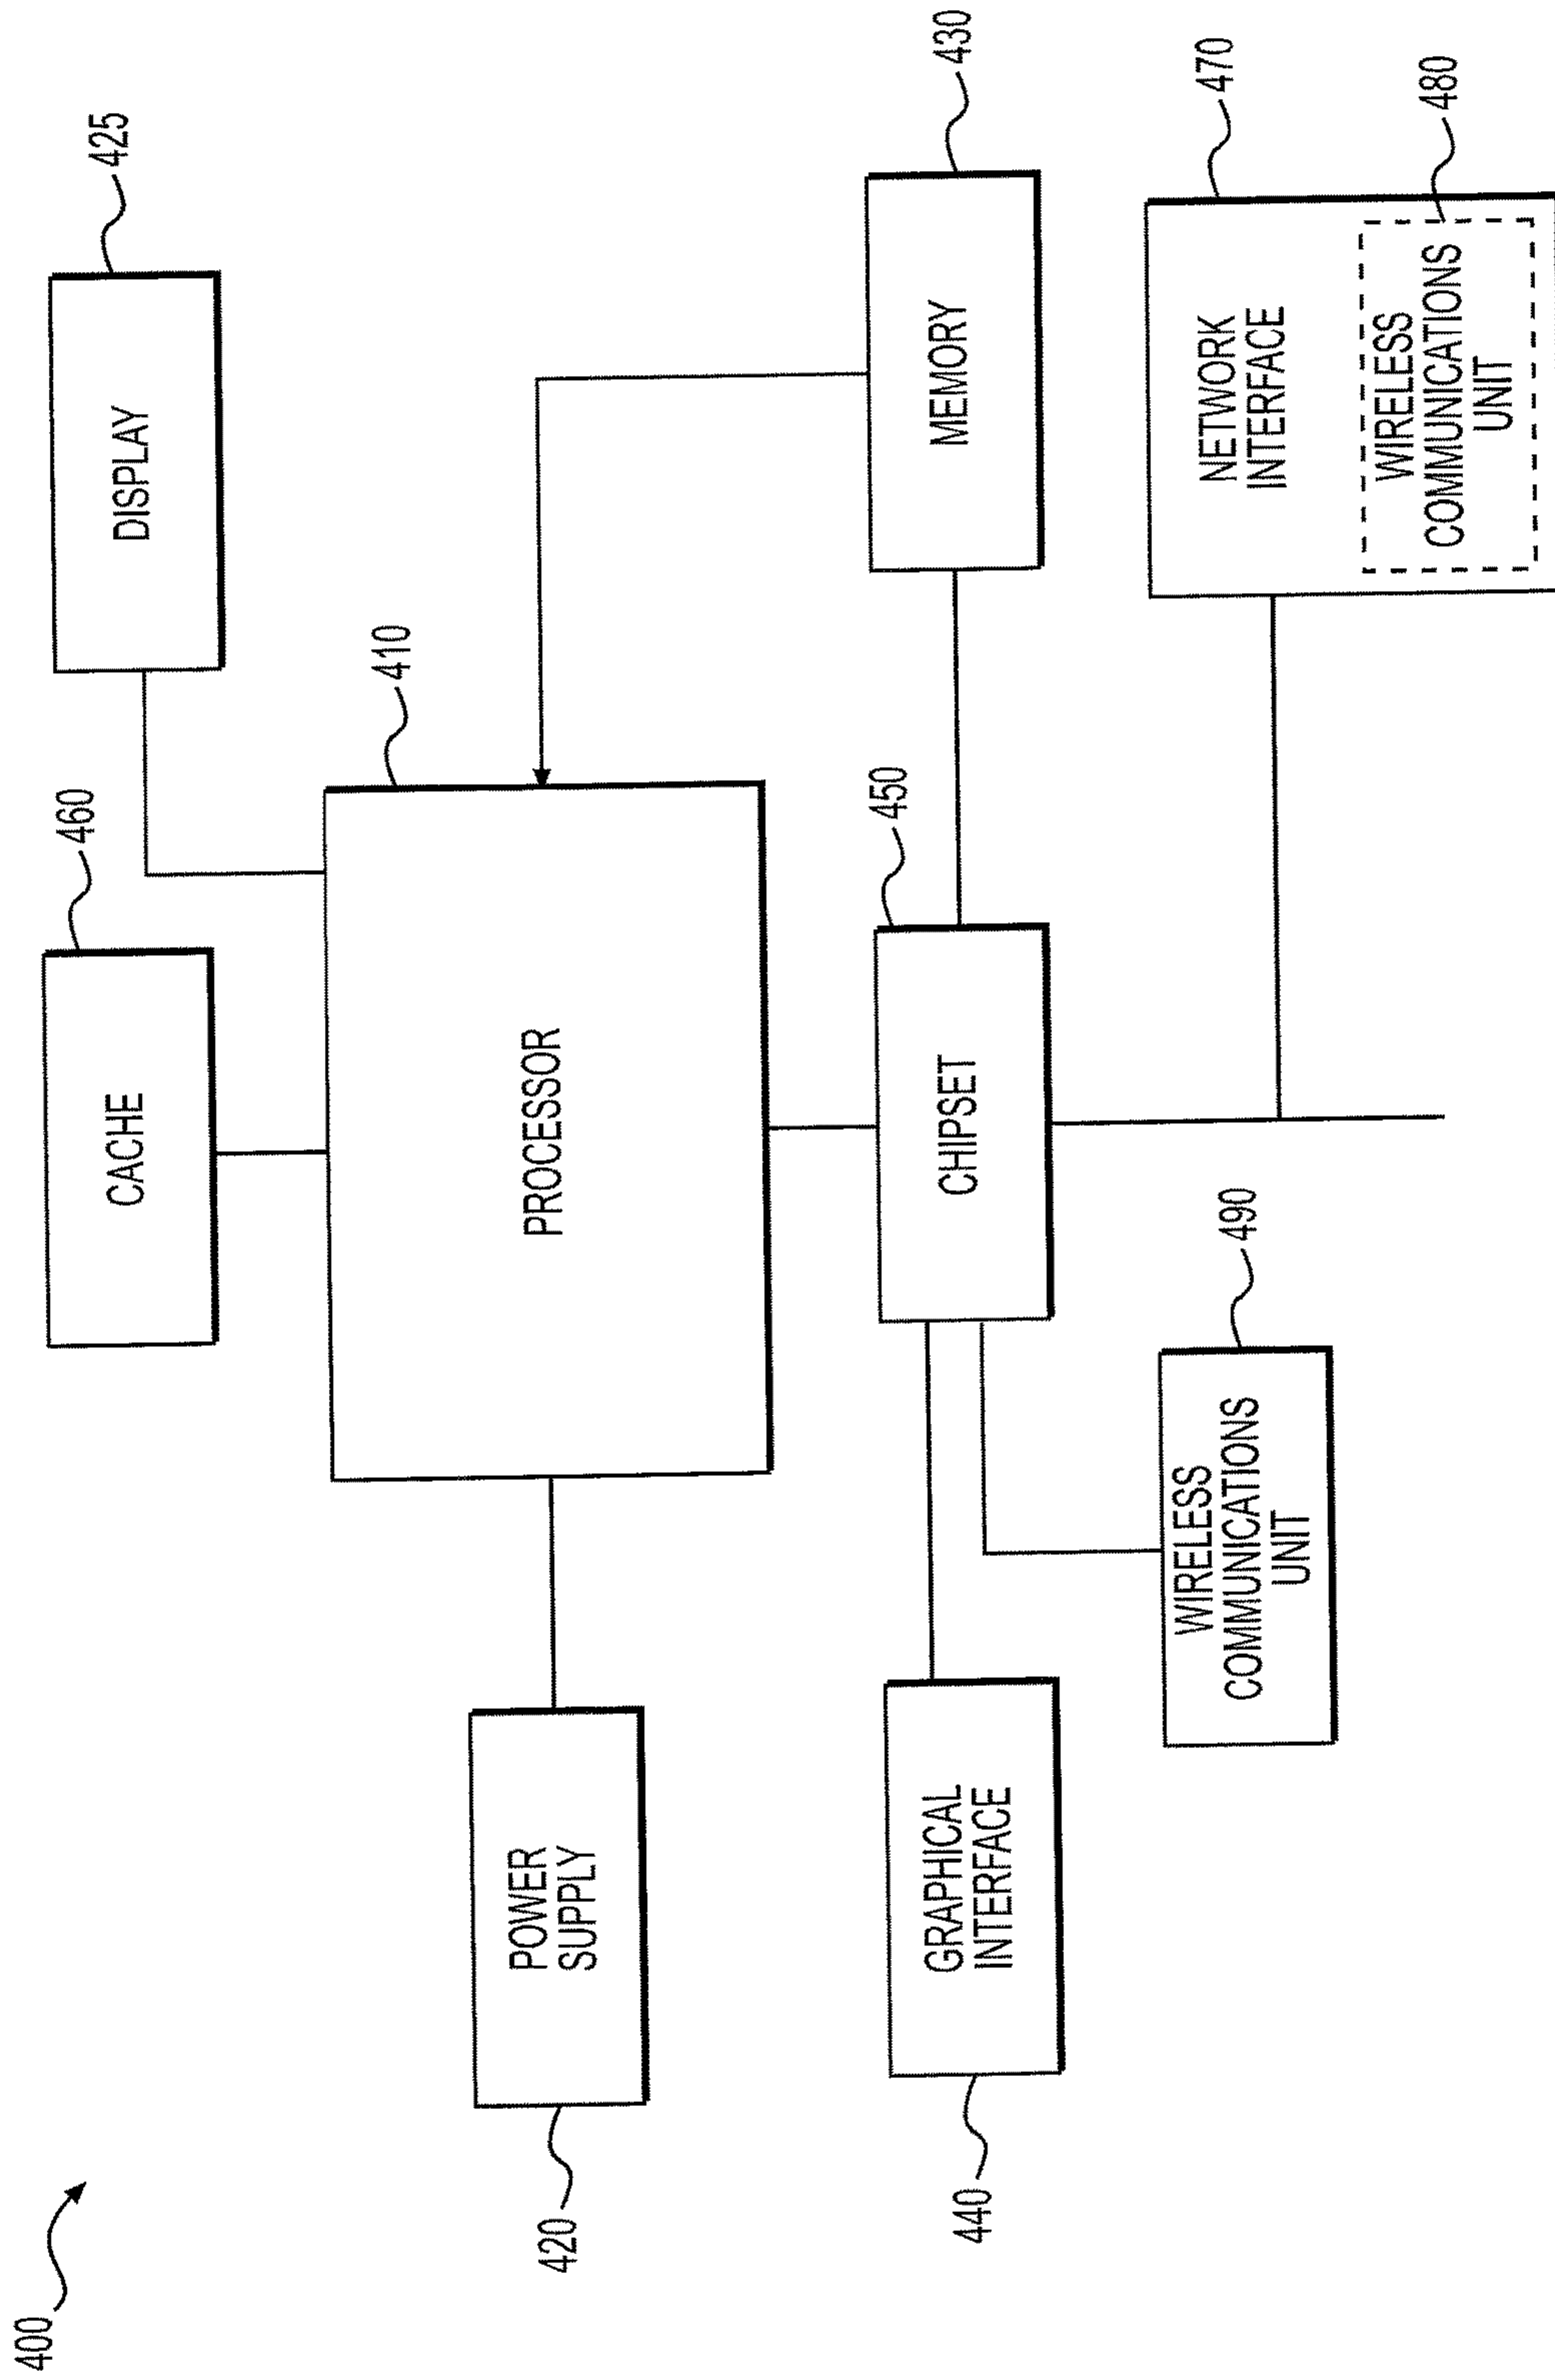 400
CACHE
460
DISPLAY
425
POWER
SUPPLY
420
PROCESSOR
410
GRAPHICAL
INTERFACE
440
CHIPSET
450
MEMORY
430
WIRELESS
COMMUNICATIONS
UNIT
490
NETWORK
INTERFACE
470
WIRELESS
COMMUNICATIONS
UNIT
480